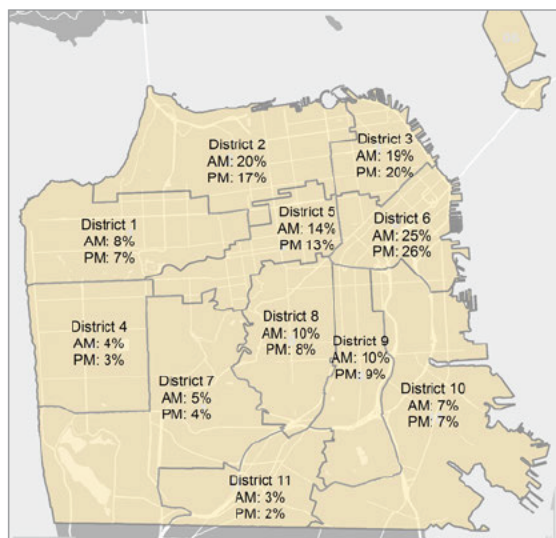 District 2
AM: 20%
PM: 17%
District 3
AM: 19%
PM: 20%
District 1
AM: 8%
PM: 7%
District 5
AM: 14%
PM 13%
District 6
AM: 25%
PM: 26%
District 4
AM: 4%
PM: 3%
District 7
AM: 5%
PM: 4%
District 8
AM: 10%
PM: 8%
District 9
AM: 10%
PM: 9%
District 10
AM: 7%
PM: 7%
District 11
AM: 3%
PM: 2%